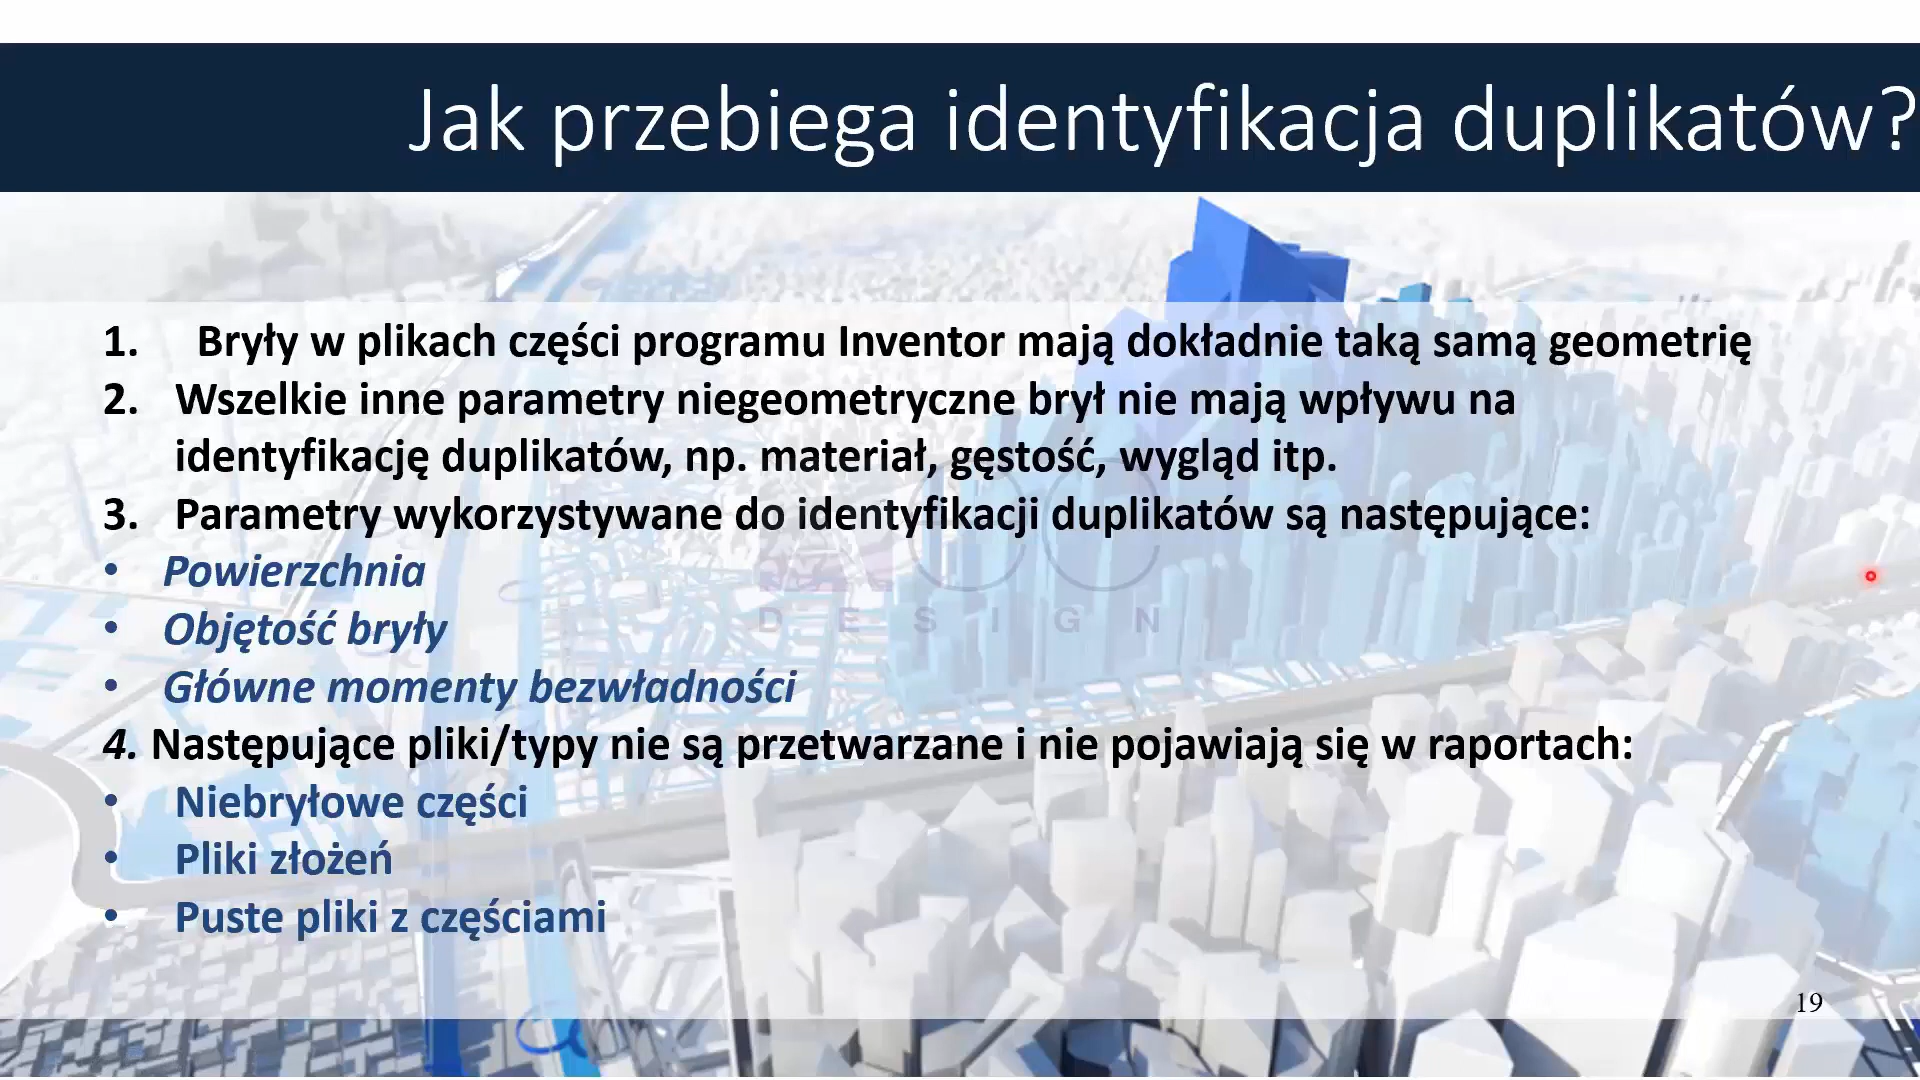 Jak przebiega identyfikacja duplikatów?
1. Bryły w plikach części programu Inventor mają dokładnie taką samą geometrię
2. Wszelkie inne parametry niegeometryczne brył nie mają wpływu na
identyfikację duplikatów, np. materiał, gęstość, wygląd itp.
3. Parametry wykorzystywane do identyfikacji duplikatów są następujące:
• Powierzchnia
• Objętość bryły
• Główne momenty bezwładności
4. Następujące pliki/typy nie są przetwarzane i nie pojawiają się w raportach:
• Niebryłowe części
• Pliki złożeń
• Puste pliki z częściami
DESIGN
19